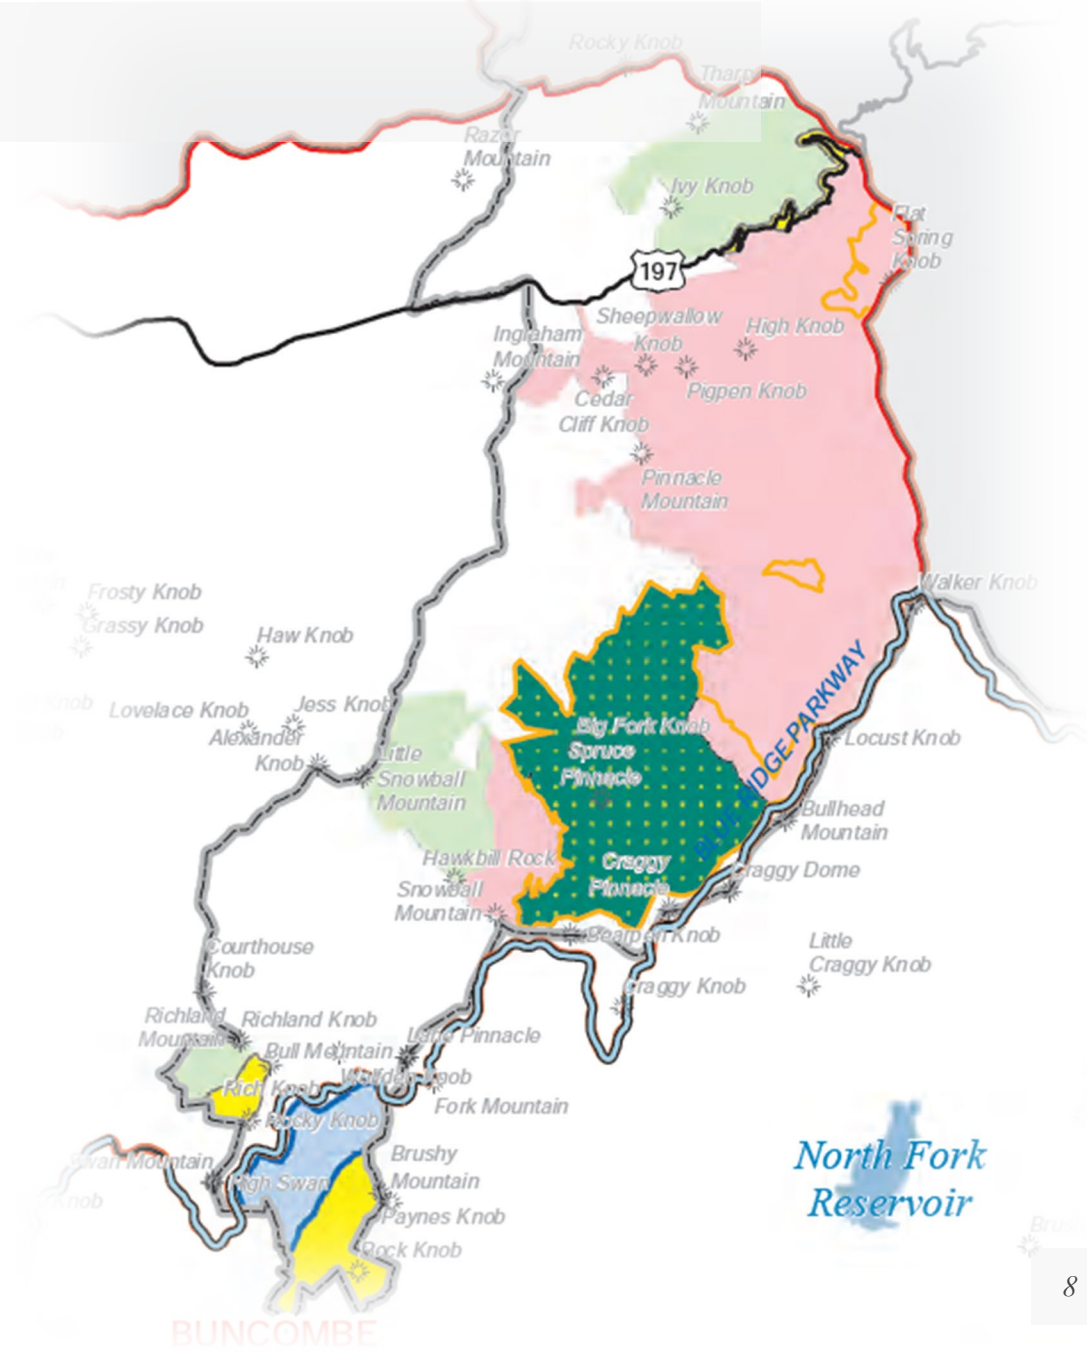 Rocky Knob
Tharp
Mountain
Razor
Mountain
Ivy Knob
Flat
Spring
Knob
197
Sheepwallow
Knob
High Knob
Ingraham
Mountain
Pigpen Knob
Cedar
Cliff Knob
Pinnacle
Mountain
Walker Knob
Frosty Knob
Grassy Knob
Haw Knob
Knob
Lovelace Knob
Jess Knob
Alexander
Knob
Little
Snowball
Mountain
Big Fork Knob
Spruce
Pinnacle
BLUE RIDGE PARKWAY
Locust Knob
Bullhead
Mountain
Hawkbill Rock
Craggy
Pinnacle
Craggy Dome
Snowball
Mountain
Bearpen Knob
Little
Craggy Knob
Courthouse
Knob
Craggy Knob
Richland
Mountain
Richland Knob
Lane Pinnacle
Bull Mountain
Rich Knob
Wolfden Knob
Fork Mountain
Rocky Knob
Swan Mountain
High Swan
Brushy
Mountain
Knob
Paynes Knob
Rock Knob
North Fork
Reservoir
8
BUNCOMBE